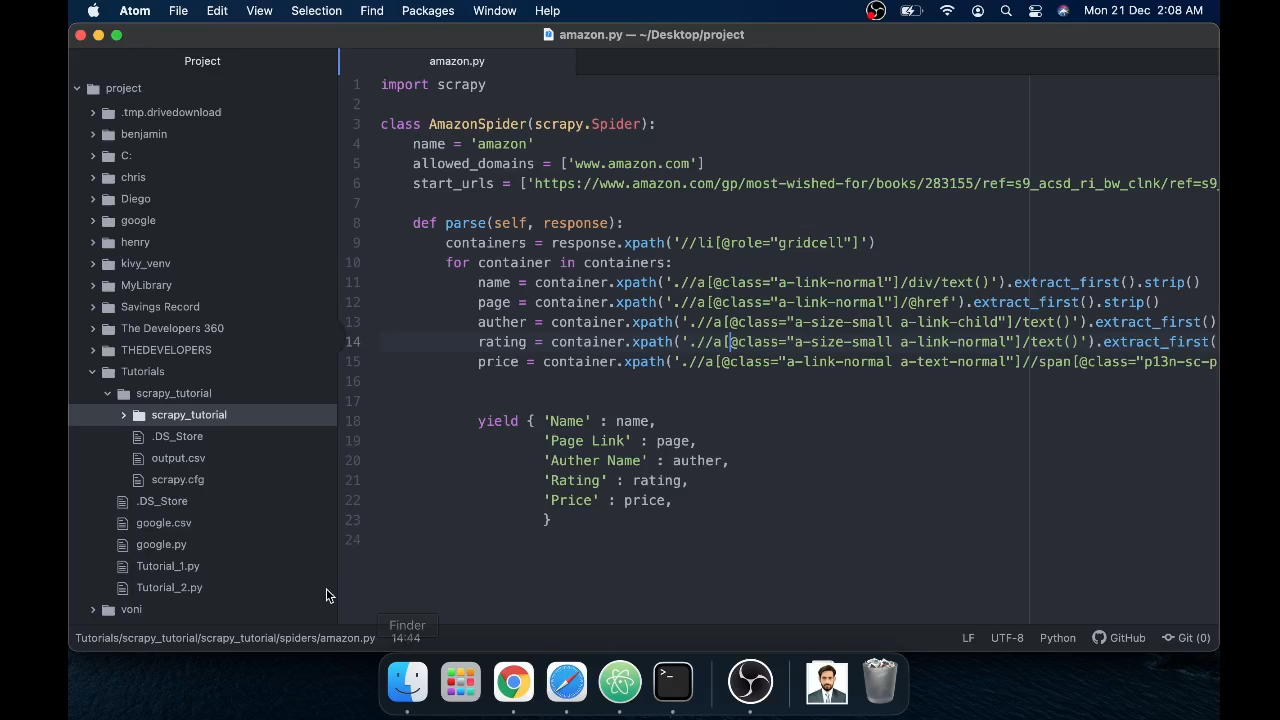 Atom File Edit View Selection Find Packages Window Help Mon 21 Dec 2:08 AM
amazon.py — ~/Desktop/project
Project
project
.tmp.drivedownload
benjamin
C:
chris
Diego
google
henry
kivy_venv
MyLibrary
Savings Record
The Developers 360
THEDEVELOPERS
Tutorials
scrapy_tutorial
scrapy_tutorial
.DS_Store
output.csv
scrapy.cfg
.DS_Store
google.csv
google.py
Tutorial_1.py
Tutorial_2.py
voni
amazon.py
1 import scrapy
2
3 class AmazonSpider(scrapy.Spider):
4 name = 'amazon'
5 allowed_domains = ['www.amazon.com']
6 start_urls = ['https://www.amazon.com/gp/most-wished-for/books/283155/ref=s9_acsd_ri_bw_clnk/ref=s9_
7
8 def parse(self, response):
9 containers = response.xpath('//li[@role="gridcell"]')
10 for container in containers:
11 name = container.xpath('.//a[@class="a-link-normal"]/div/text()').extract_first().strip()
12 page = container.xpath('.//a[@class="a-link-normal"]/@href').extract_first().strip()
13 auther = container.xpath('.//a[@class="a-size-small a-link-child"]/text()').extract_first()
14 rating = container.xpath('.//a[@class="a-size-small a-link-normal"]/text()').extract_first(
15 price = container.xpath('.//a[@class="a-link-normal a-text-normal"]//span[@class="p13n-sc-p
16
17
18 yield { 'Name' : name,
19 'Page Link' : page,
20 'Auther Name' : auther,
21 'Rating' : rating,
22 'Price' : price,
23 }
24
Finder
Tutorials/scrapy_tutorial/scrapy_tutorial/spiders/amazon.py 14:44 LF UTF-8 Python GitHub Git (0)